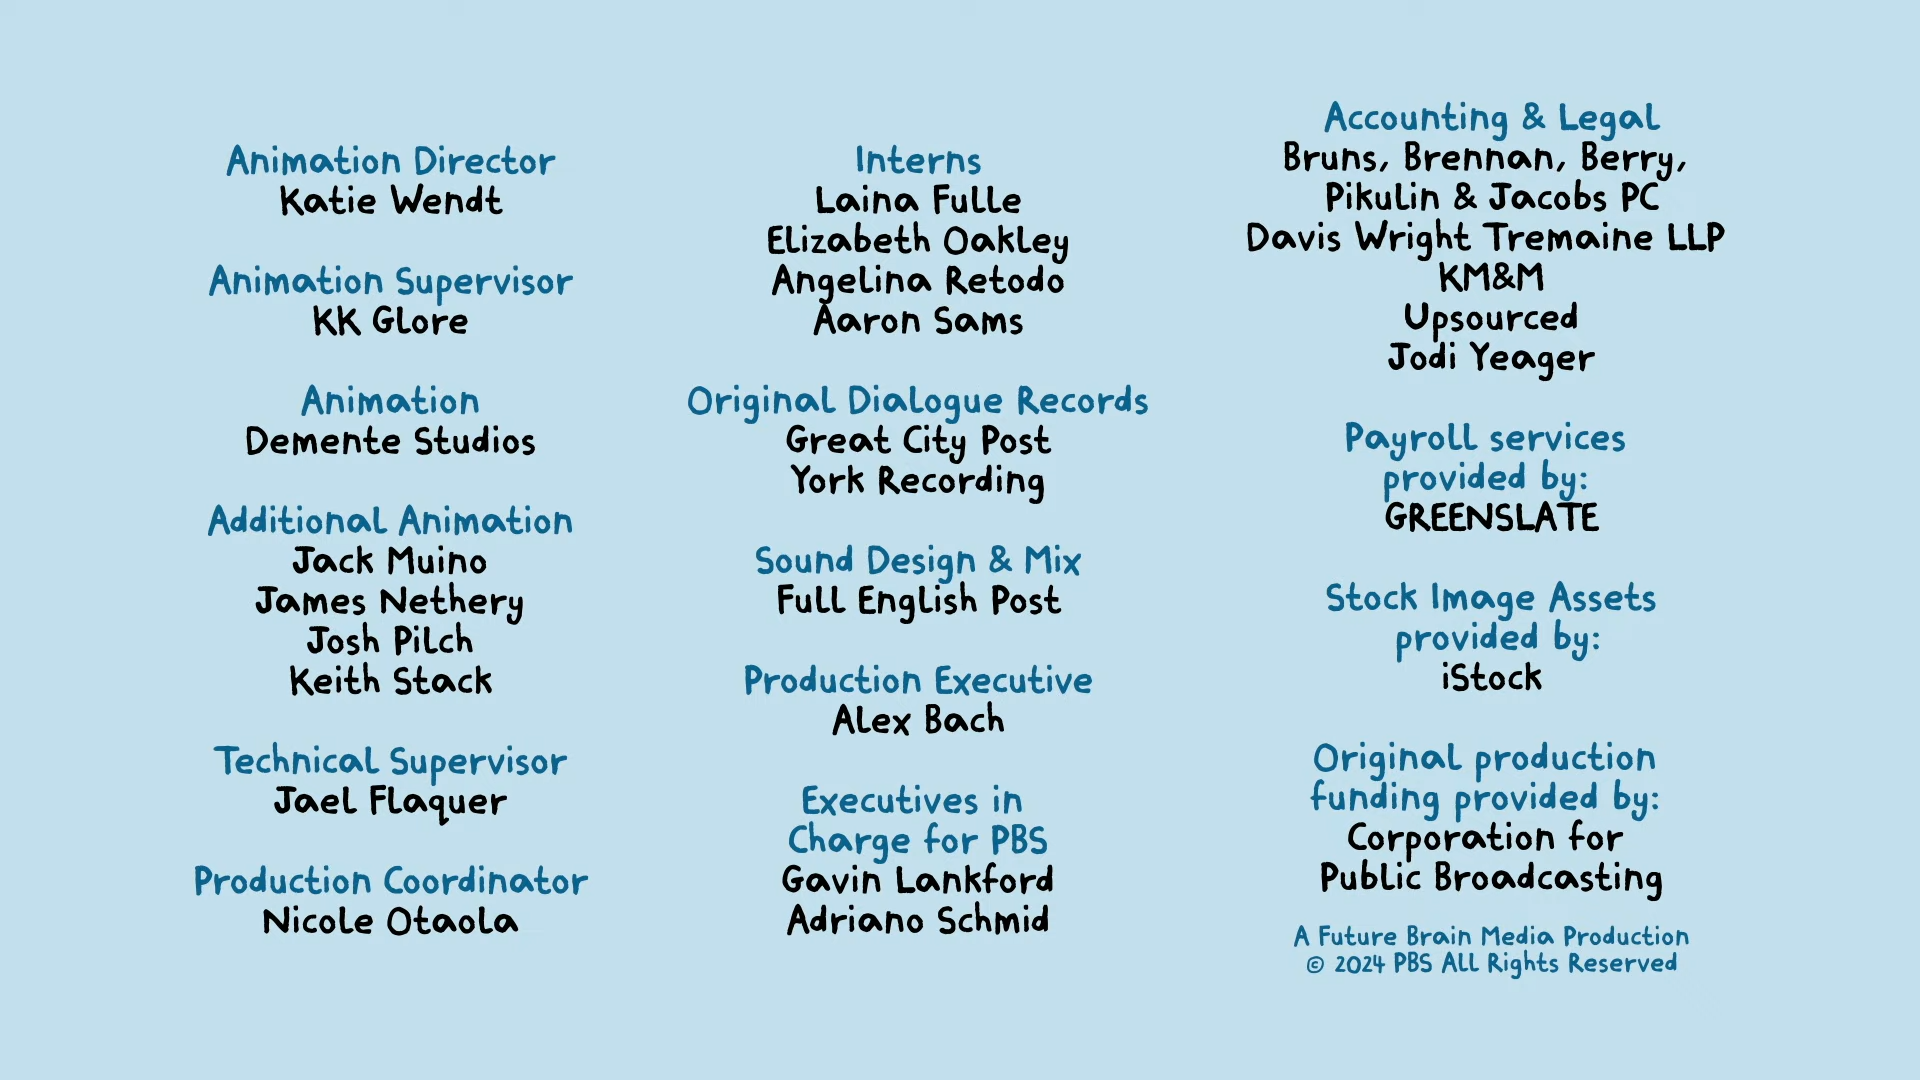 Animation Director
Katie Wendt
Animation Supervisor
KK Glore
Animation
Demente Studios
Additional Animation
Jack Muino
James Nethery
Josh Pilch
Keith Stack
Technical Supervisor
Jael Flaquer
Production Coordinator
Nicole Otaola
Interns
Laina Fulle
Elizabeth Oakley
Angelina Retodo
Aaron Sams
Original Dialogue Records
Great City Post
York Recording
Sound Design & Mix
Full English Post
Production Executive
Alex Bach
Executives in
Charge for PBS
Gavin Lankford
Adriano Schmid
Accounting & Legal
Bruns, Brennan, Berry,
Pikulin & Jacobs PC
Davis Wright Tremaine LLP
KM&M
Upsourced
Jodi Yeager
Payroll services
provided by:
GREENSLATE
Stock Image Assets
provided by:
iStock
Original production
funding provided by:
Corporation for
Public Broadcasting
A Future Brain Media Production
© 2024 PBS All Rights Reserved